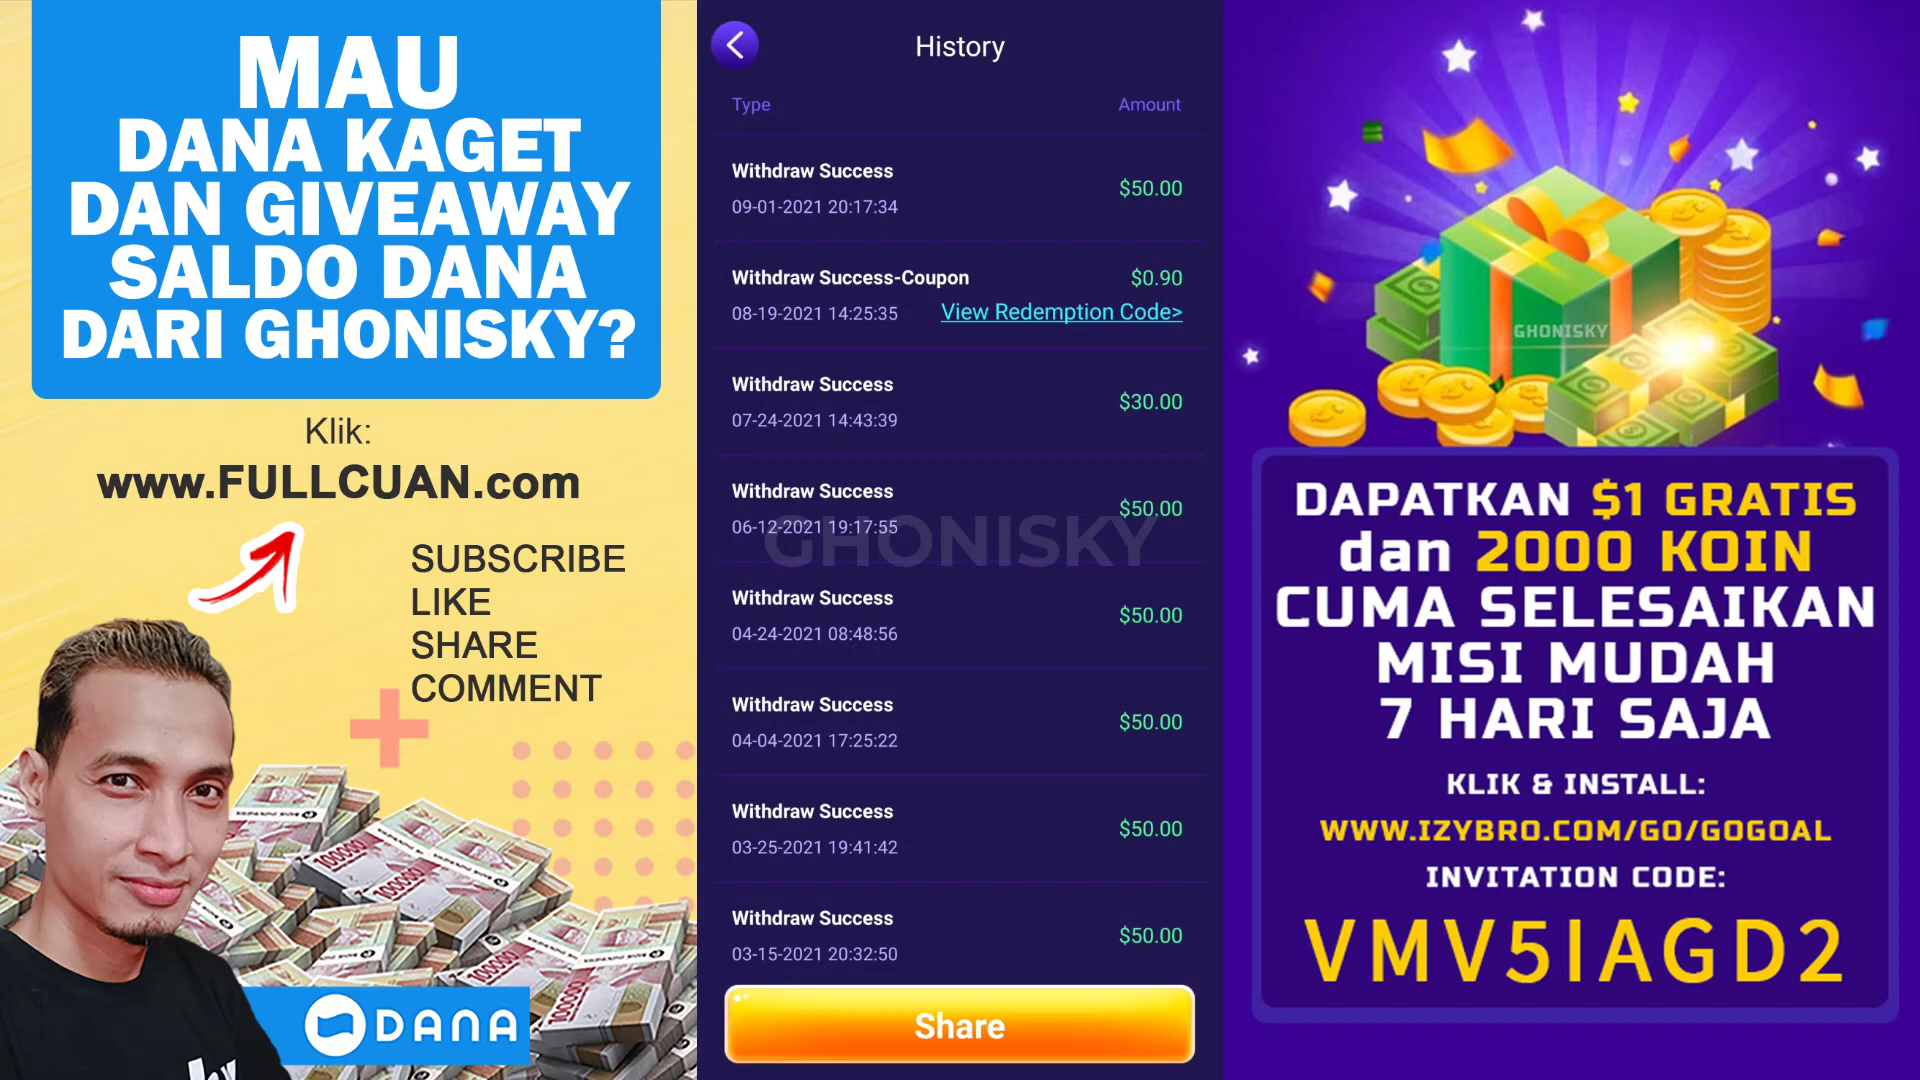 MAU
DANA KAGET
DAN GIVEAWAY
SALDO DANA
DARI GHONISKY?
Klik:
www.FULLCUAN.com
SUBSCRIBE
LIKE
SHARE
COMMENT
100000
100000
100000
DANA
History
Type Amount
Withdraw Success
$50.00
09-01-2021 20:17:34
Withdraw Success-Coupon $0.90
08-19-2021 14:25:35 View Redemption Code>
Withdraw Success
$30.00
07-24-2021 14:43:39
Withdraw Success
$50.00
06-12-2021 19:17:55
GHONISKY
Withdraw Success
$50.00
04-24-2021 08:48:56
Withdraw Success
$50.00
04-04-2021 17:25:22
Withdraw Success
$50.00
03-25-2021 19:41:42
Withdraw Success
$50.00
03-15-2021 20:32:50
Share
GHONISKY
DAPATKAN $1 GRATIS
dan 2000 KOIN
CUMA SELESAIKAN
MISI MUDAH
7 HARI SAJA
KLIK & INSTALL:
WWW.IZYBRO.COM/GO/GOGOAL
INVITATION CODE:
VMV5IAGD2